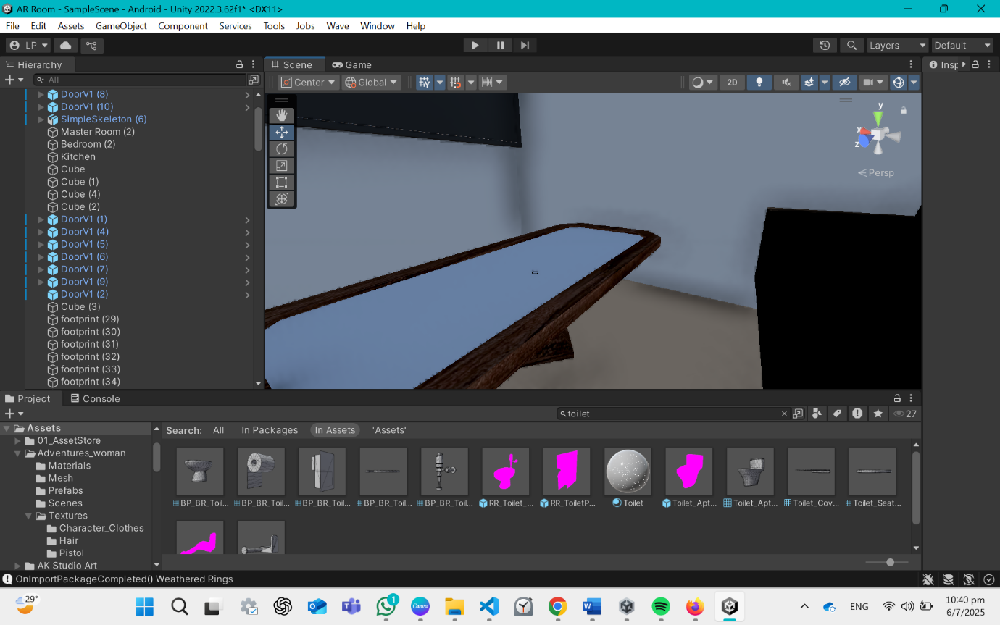 AR Room - SampleScene - Android - Unity 2022.3.62f1* <DX11>
File Edit Assets GameObject Component Services Tools Jobs Wave Window Help
LP Layers Default
Hierarchy Scene Game Insp
All Center Global 2D
DoorV1 (8)
DoorV1 (10)
SimpleSkeleton (6)
Master Room (2)
Bedroom (2)
Kitchen
Cube
Cube (1)
Cube (4)
Cube (2)
DoorV1 (1)
DoorV1 (4)
DoorV1 (5)
DoorV1 (6)
DoorV1 (7)
DoorV1 (9)
DoorV1 (2)
Cube (3)
footprint (29)
footprint (30)
footprint (31)
footprint (32)
footprint (33)
footprint (34)
y
x
z
Persp
Project Console
toilet 27
Assets
01_AssetStore
Adventures_woman
Materials
Mesh
Prefabs
Scenes
Textures
Character_Clothes
Hair
Pistol
AK Studio Art
Search: All In Packages In Assets 'Assets'
BP_BR_Toil... BP_BR_Toil... BP_BR_Toil... BP_BR_Toil... BP_BR_Toil... RR_Toilet_... RR_ToiletP... Toilet Toilet_Apt... Toilet_Apt... Toilet_Cov... Toilet_Seat...
OnImportPackageCompleted() Weathered Rings
29°
1
Canva
ENG
10:40 pm
6/7/2025